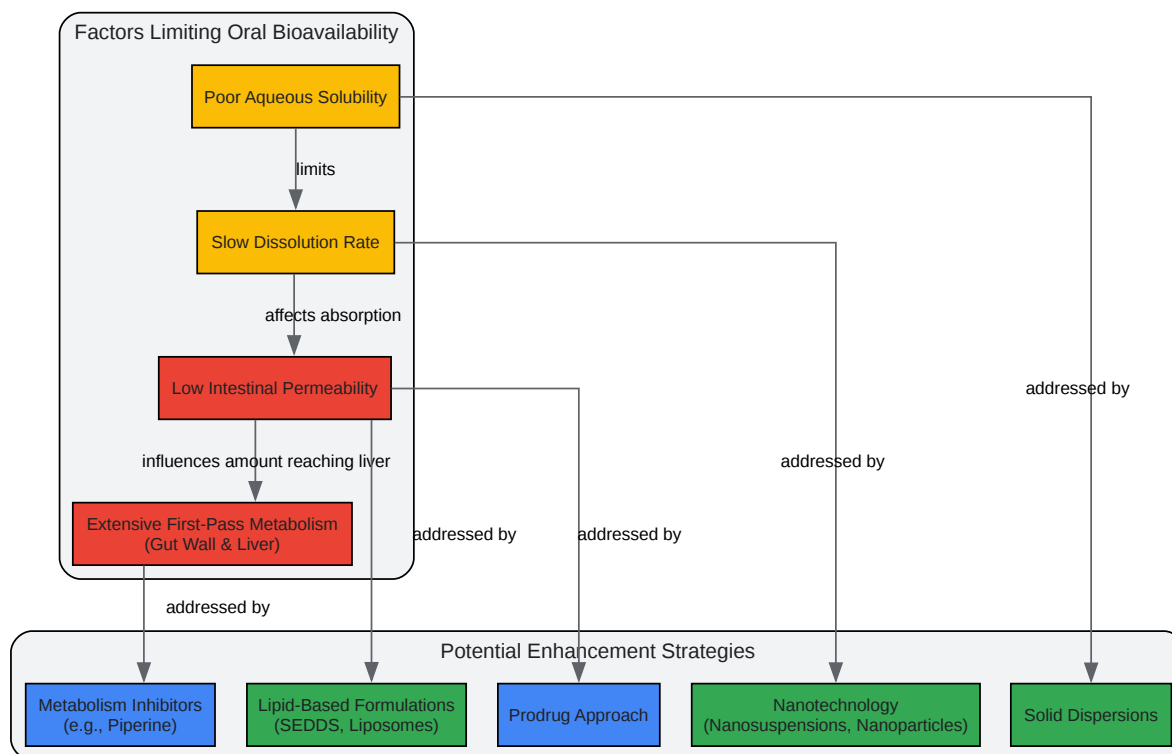 Factors Limiting Oral Bioavailability
Poor Aqueous Solubility
limits
Slow Dissolution Rate
affects absorption
Low Intestinal Permeability
addressed by
influences amount reaching liver
addressed by
Extensive First-Pass Metabolism
(Gut Wall & Liver)
addressed by
addressed by
addressed by
Potential Enhancement Strategies
Metabolism Inhibitors
(e.g., Piperine)
Lipid-Based Formulations
(SEDDS, Liposomes)
Prodrug Approach
Nanotechnology
(Nanosuspensions, Nanoparticles)
Solid Dispersions